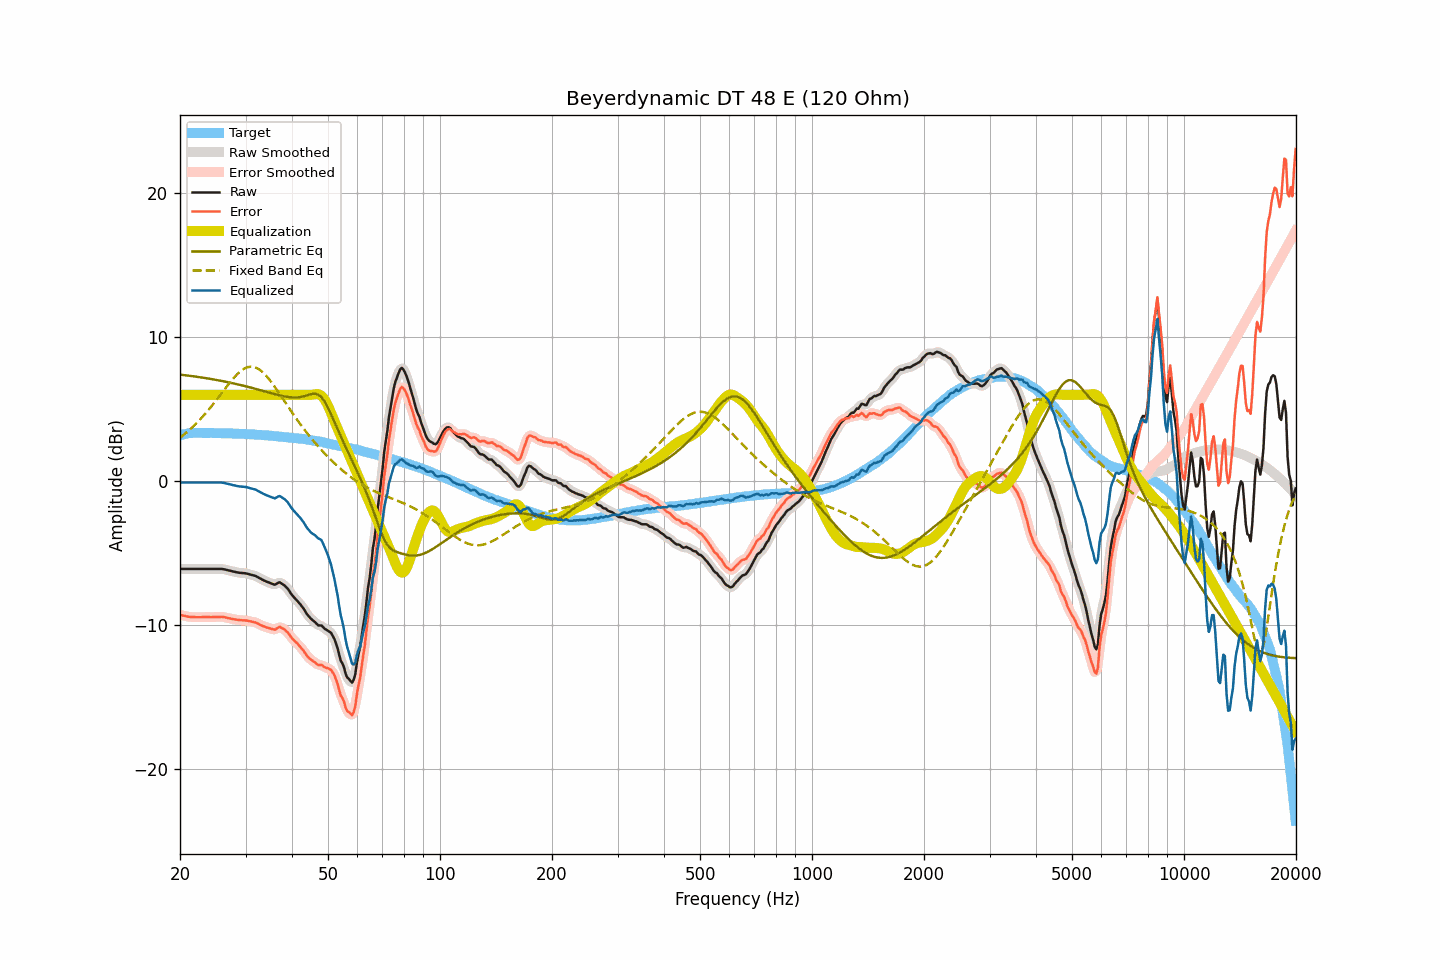 Beyerdynamic DT 48 E (120 Ohm)
Target
Raw Smoothed
Error Smoothed
Raw
Error
Equalization
Parametric Eq
Fixed Band Eq
Equalized
20
10
0
−10
−20
Amplitude (dBr)
20 50 100 200 500 1000 2000 5000 10000 20000
Frequency (Hz)